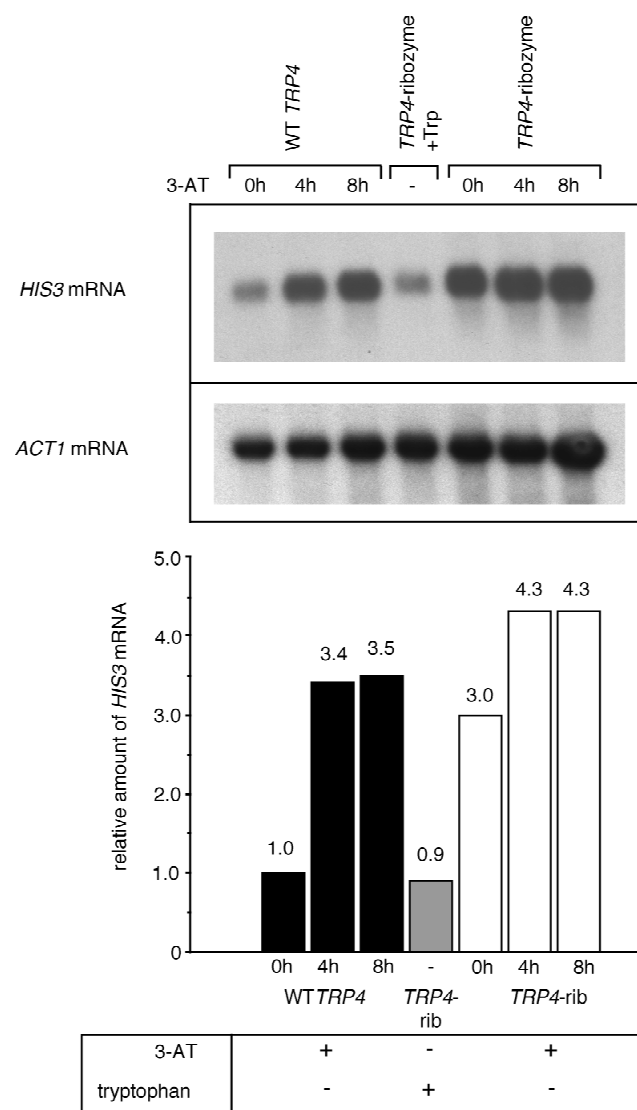 WT TRP4
TRP4-ribozyme
+Trp
TRP4-ribozyme
3-AT 0h 4h 8h - 0h 4h 8h
HIS3 mRNA
ACT1 mRNA
relative amount of HIS3 mRNA
5.0
4.0
3.0
2.0
1.0
0
1.0
3.4
3.5
0.9
3.0
4.3
4.3
0h 4h 8h - 0h 4h 8h
WT TRP4 TRP4- TRP4-rib
rib
3-AT + - +
tryptophan - + -